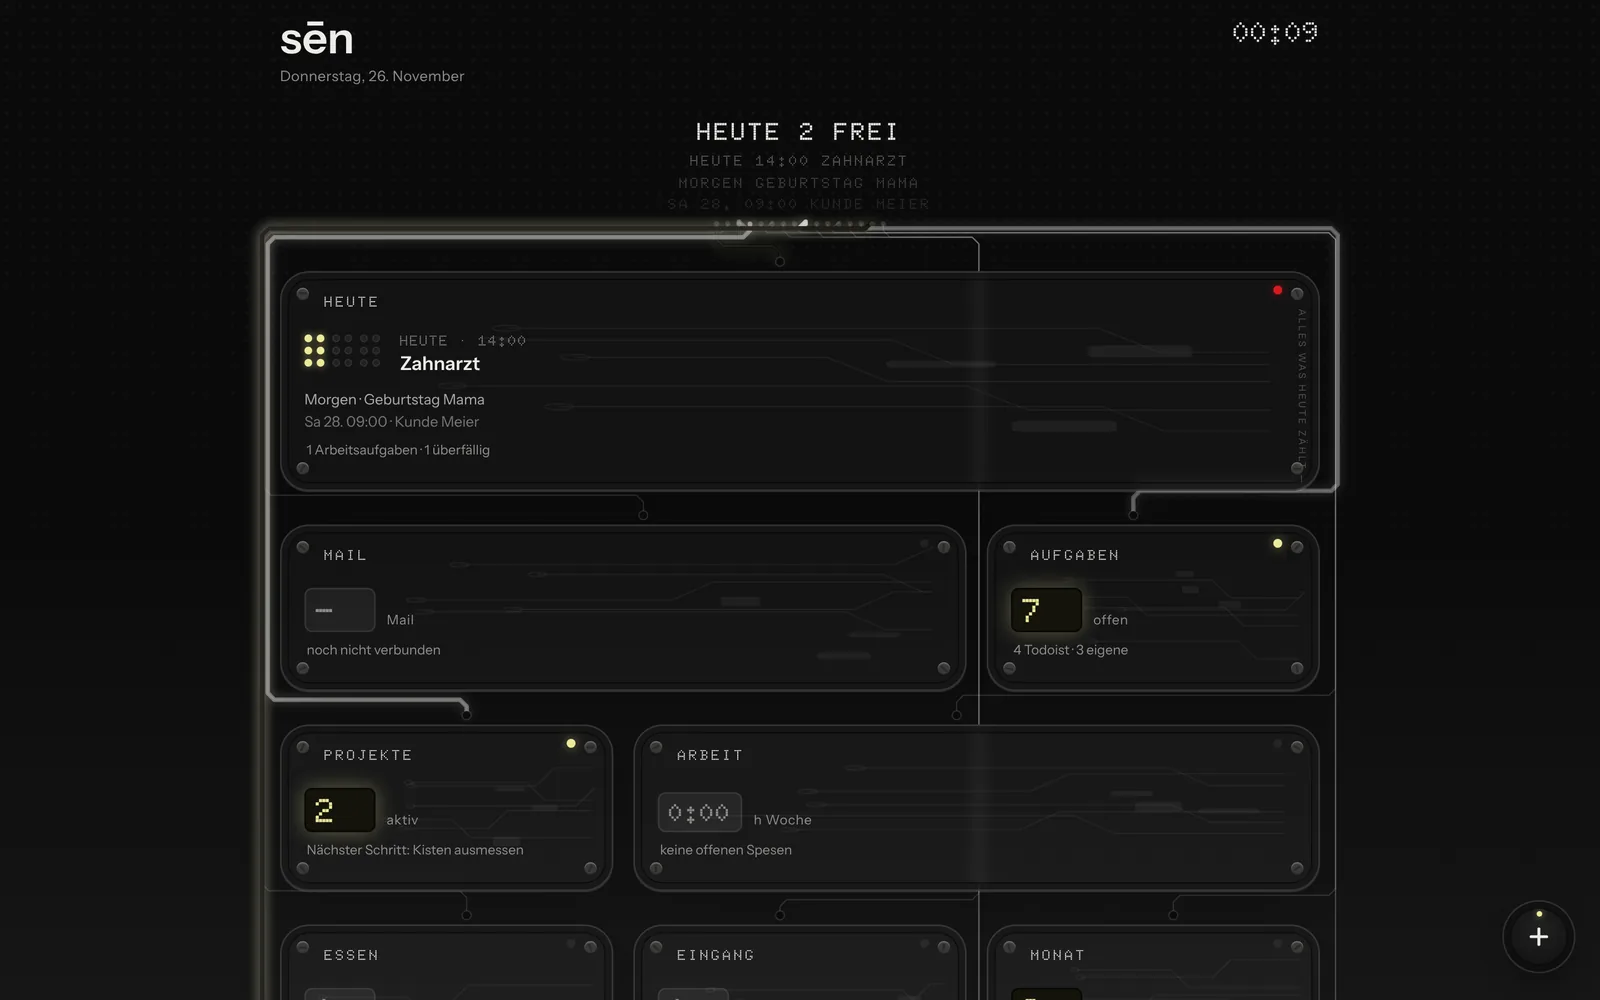 sēn
00:09
Donnerstag, 26. November
HEUTE 2 FREI
HEUTE 14:00 ZAHNARZT
MORGEN GEBURTSTAG MAMA
SA 28. 09:00 KUNDE MEIER
HEUTE
HEUTE · 14:00
Zahnarzt
Morgen · Geburtstag Mama
Sa 28. 09:00 · Kunde Meier
1 Arbeitsaufgaben · 1 überfällig
ALLES WAS HEUTE ZÄHLT
MAIL
— Mail
noch nicht verbunden
AUFGABEN
7 offen
4 Todoist · 3 eigene
PROJEKTE
2 aktiv
Nächster Schritt: Kisten ausmessen
ARBEIT
0:00 h Woche
keine offenen Spesen
ESSEN
EINGANG
MONAT
+